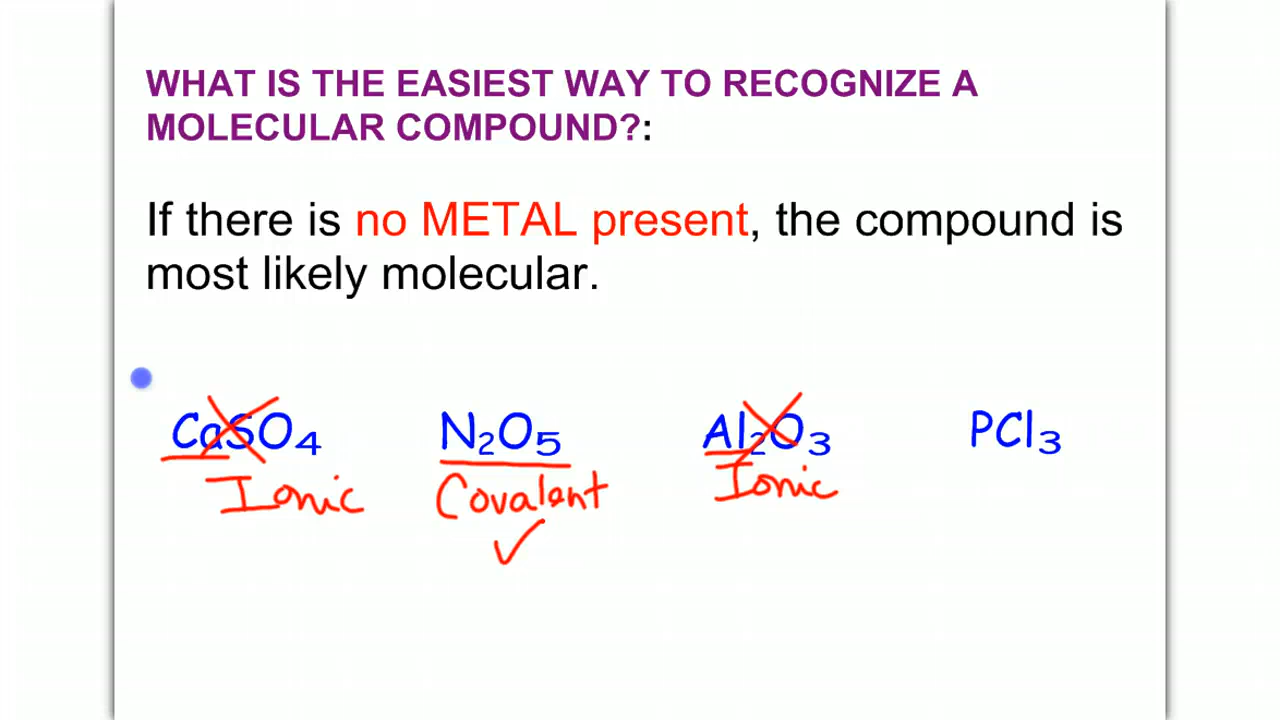 WHAT IS THE EASIEST WAY TO RECOGNIZE A
MOLECULAR COMPOUND?:
If there is no METAL present, the compound is
most likely molecular.
CaSO₄ N₂O₅ Al₂O₃ PCl₃
Ionic Covalent Ionic
✓